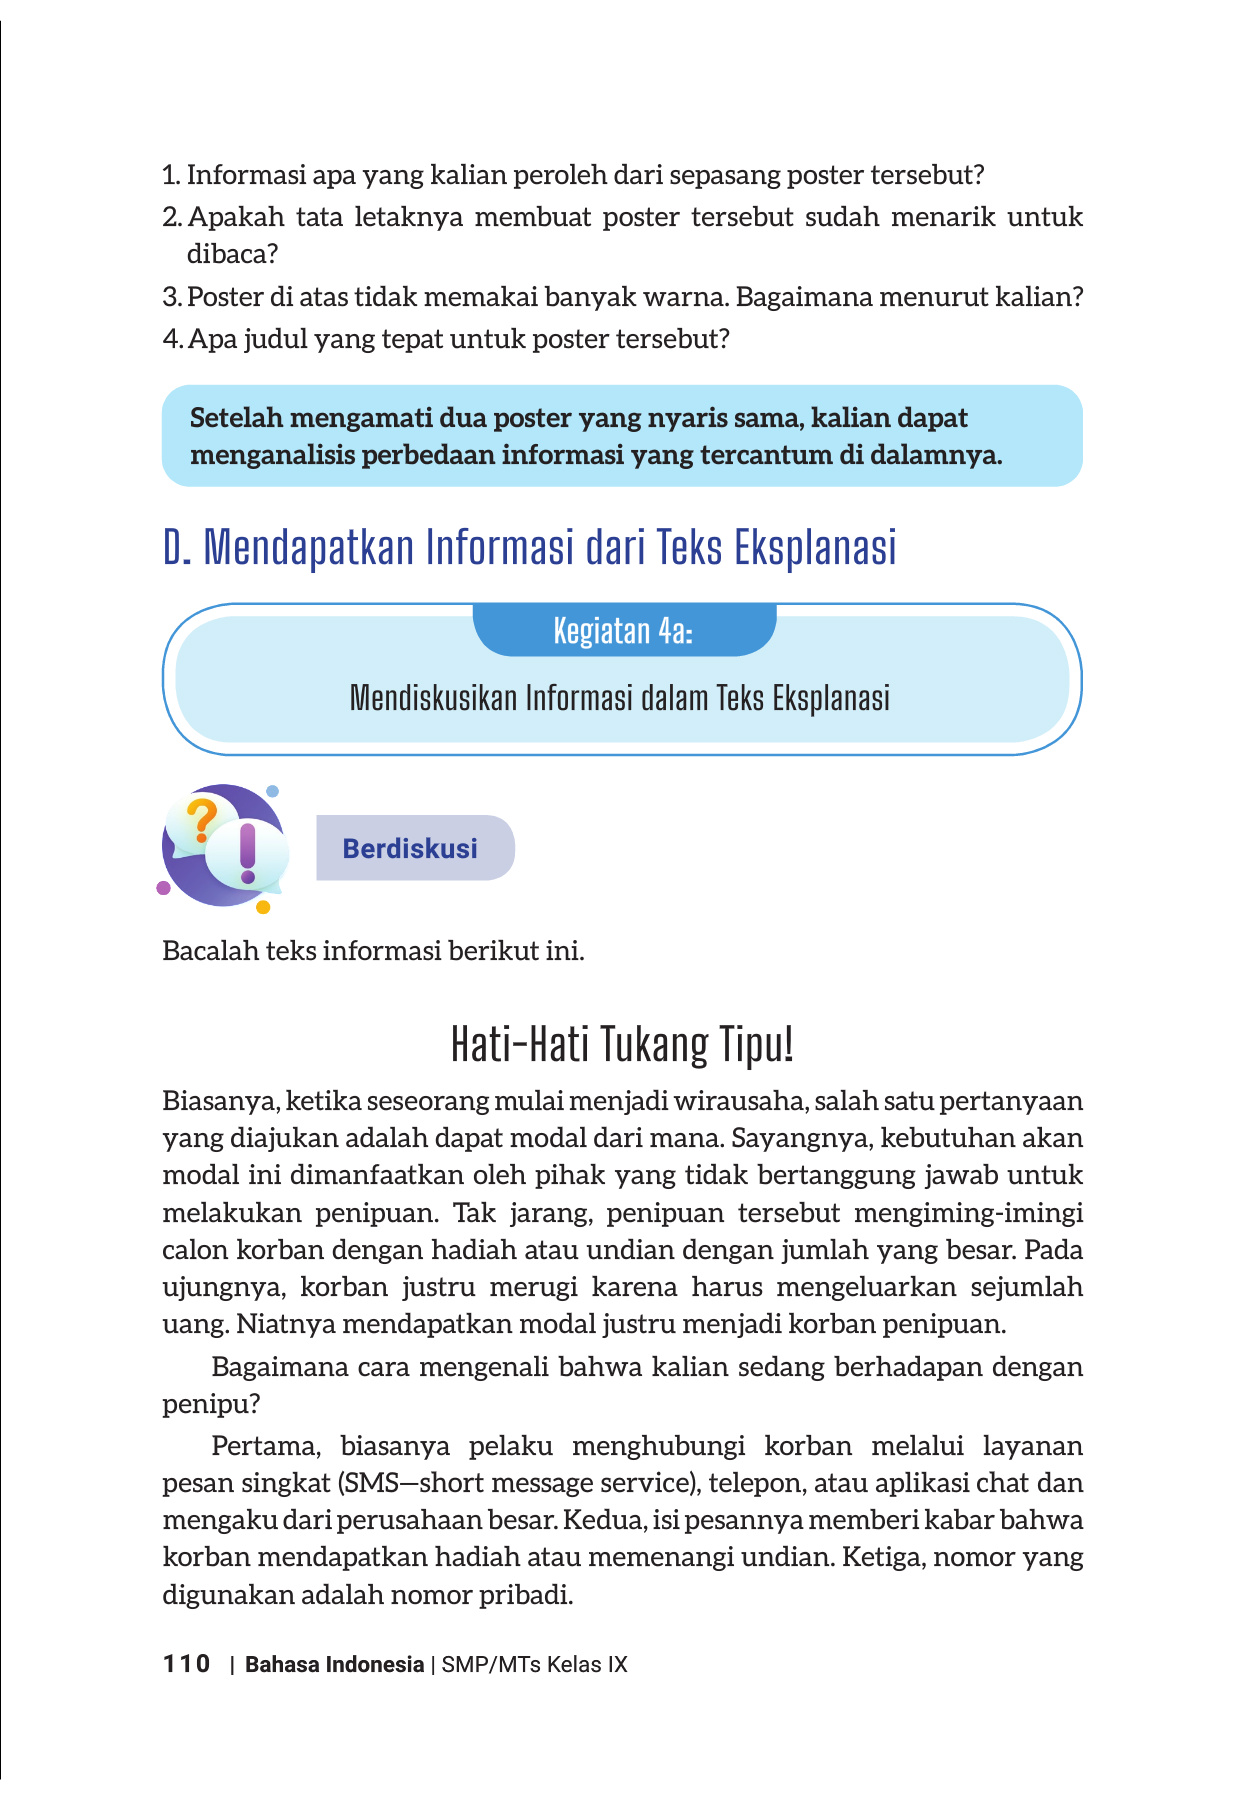 1. Informasi apa yang kalian peroleh dari sepasang poster tersebut?
2. Apakah tata letaknya membuat poster tersebut sudah menarik untuk
dibaca?
3. Poster di atas tidak memakai banyak warna. Bagaimana menurut kalian?
4. Apa judul yang tepat untuk poster tersebut?
Setelah mengamati dua poster yang nyaris sama, kalian dapat
menganalisis perbedaan informasi yang tercantum di dalamnya.
D. Mendapatkan Informasi dari Teks Eksplanasi
Kegiatan 4a:
Mendiskusikan Informasi dalam Teks Eksplanasi
? !
Berdiskusi
Bacalah teks informasi berikut ini.
Hati-Hati Tukang Tipu!
Biasanya, ketika seseorang mulai menjadi wirausaha, salah satu pertanyaan
yang diajukan adalah dapat modal dari mana. Sayangnya, kebutuhan akan
modal ini dimanfaatkan oleh pihak yang tidak bertanggung jawab untuk
melakukan penipuan. Tak jarang, penipuan tersebut mengiming-imingi
calon korban dengan hadiah atau undian dengan jumlah yang besar. Pada
ujungnya, korban justru merugi karena harus mengeluarkan sejumlah
uang. Niatnya mendapatkan modal justru menjadi korban penipuan.
Bagaimana cara mengenali bahwa kalian sedang berhadapan dengan
penipu?
Pertama, biasanya pelaku menghubungi korban melalui layanan
pesan singkat (SMS—short message service), telepon, atau aplikasi chat dan
mengaku dari perusahaan besar. Kedua, isi pesannya memberi kabar bahwa
korban mendapatkan hadiah atau memenangi undian. Ketiga, nomor yang
digunakan adalah nomor pribadi.
110 | Bahasa Indonesia | SMP/MTs Kelas IX